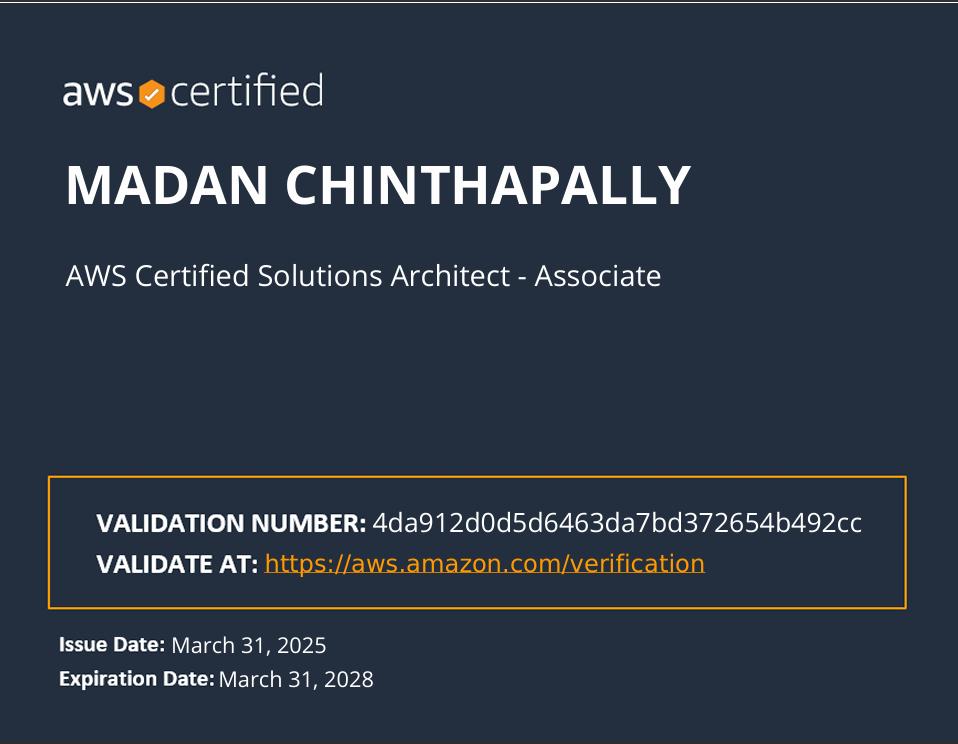 aws certified
MADAN CHINTHAPALLY
AWS Certified Solutions Architect - Associate
VALIDATION NUMBER: 4da912d0d5d6463da7bd372654b492cc
VALIDATE AT: https://aws.amazon.com/verification
Issue Date: March 31, 2025
Expiration Date: March 31, 2028